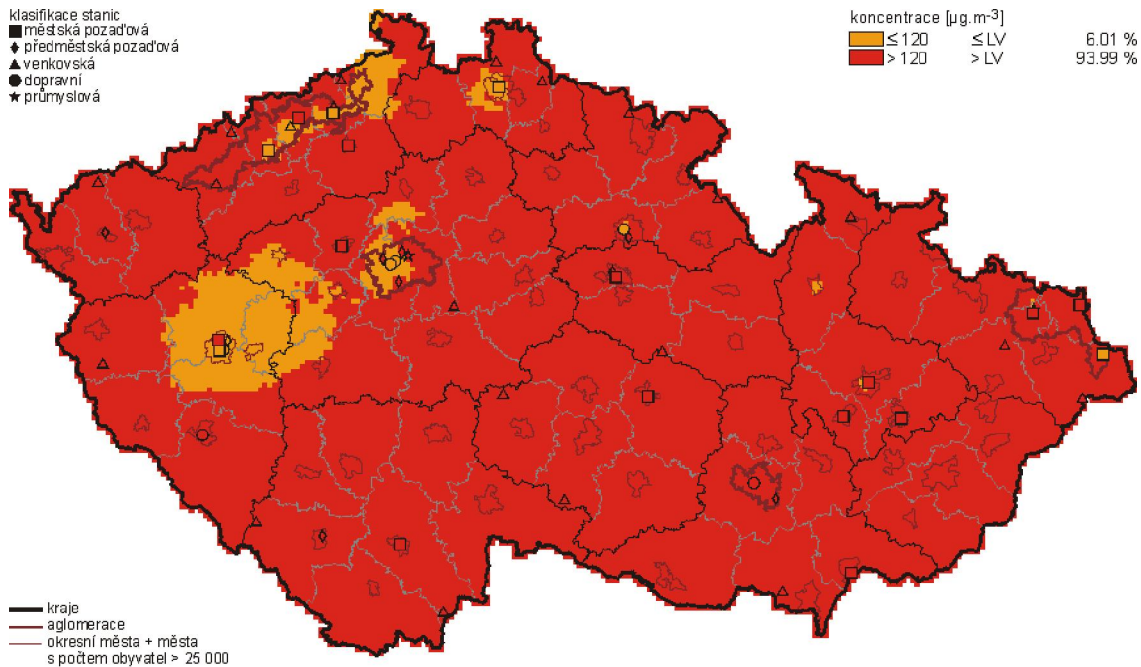 klasifikace stanic
městská pozaďová
předměstská pozaďová
venkovská
dopravní
průmyslová
koncentrace [µg.m-³]
≤ 120 ≤ LV 6.01 %
> 120 > LV 93.99 %
kraje
aglomerace
okresní města + města
s počtem obyvatel > 25 000